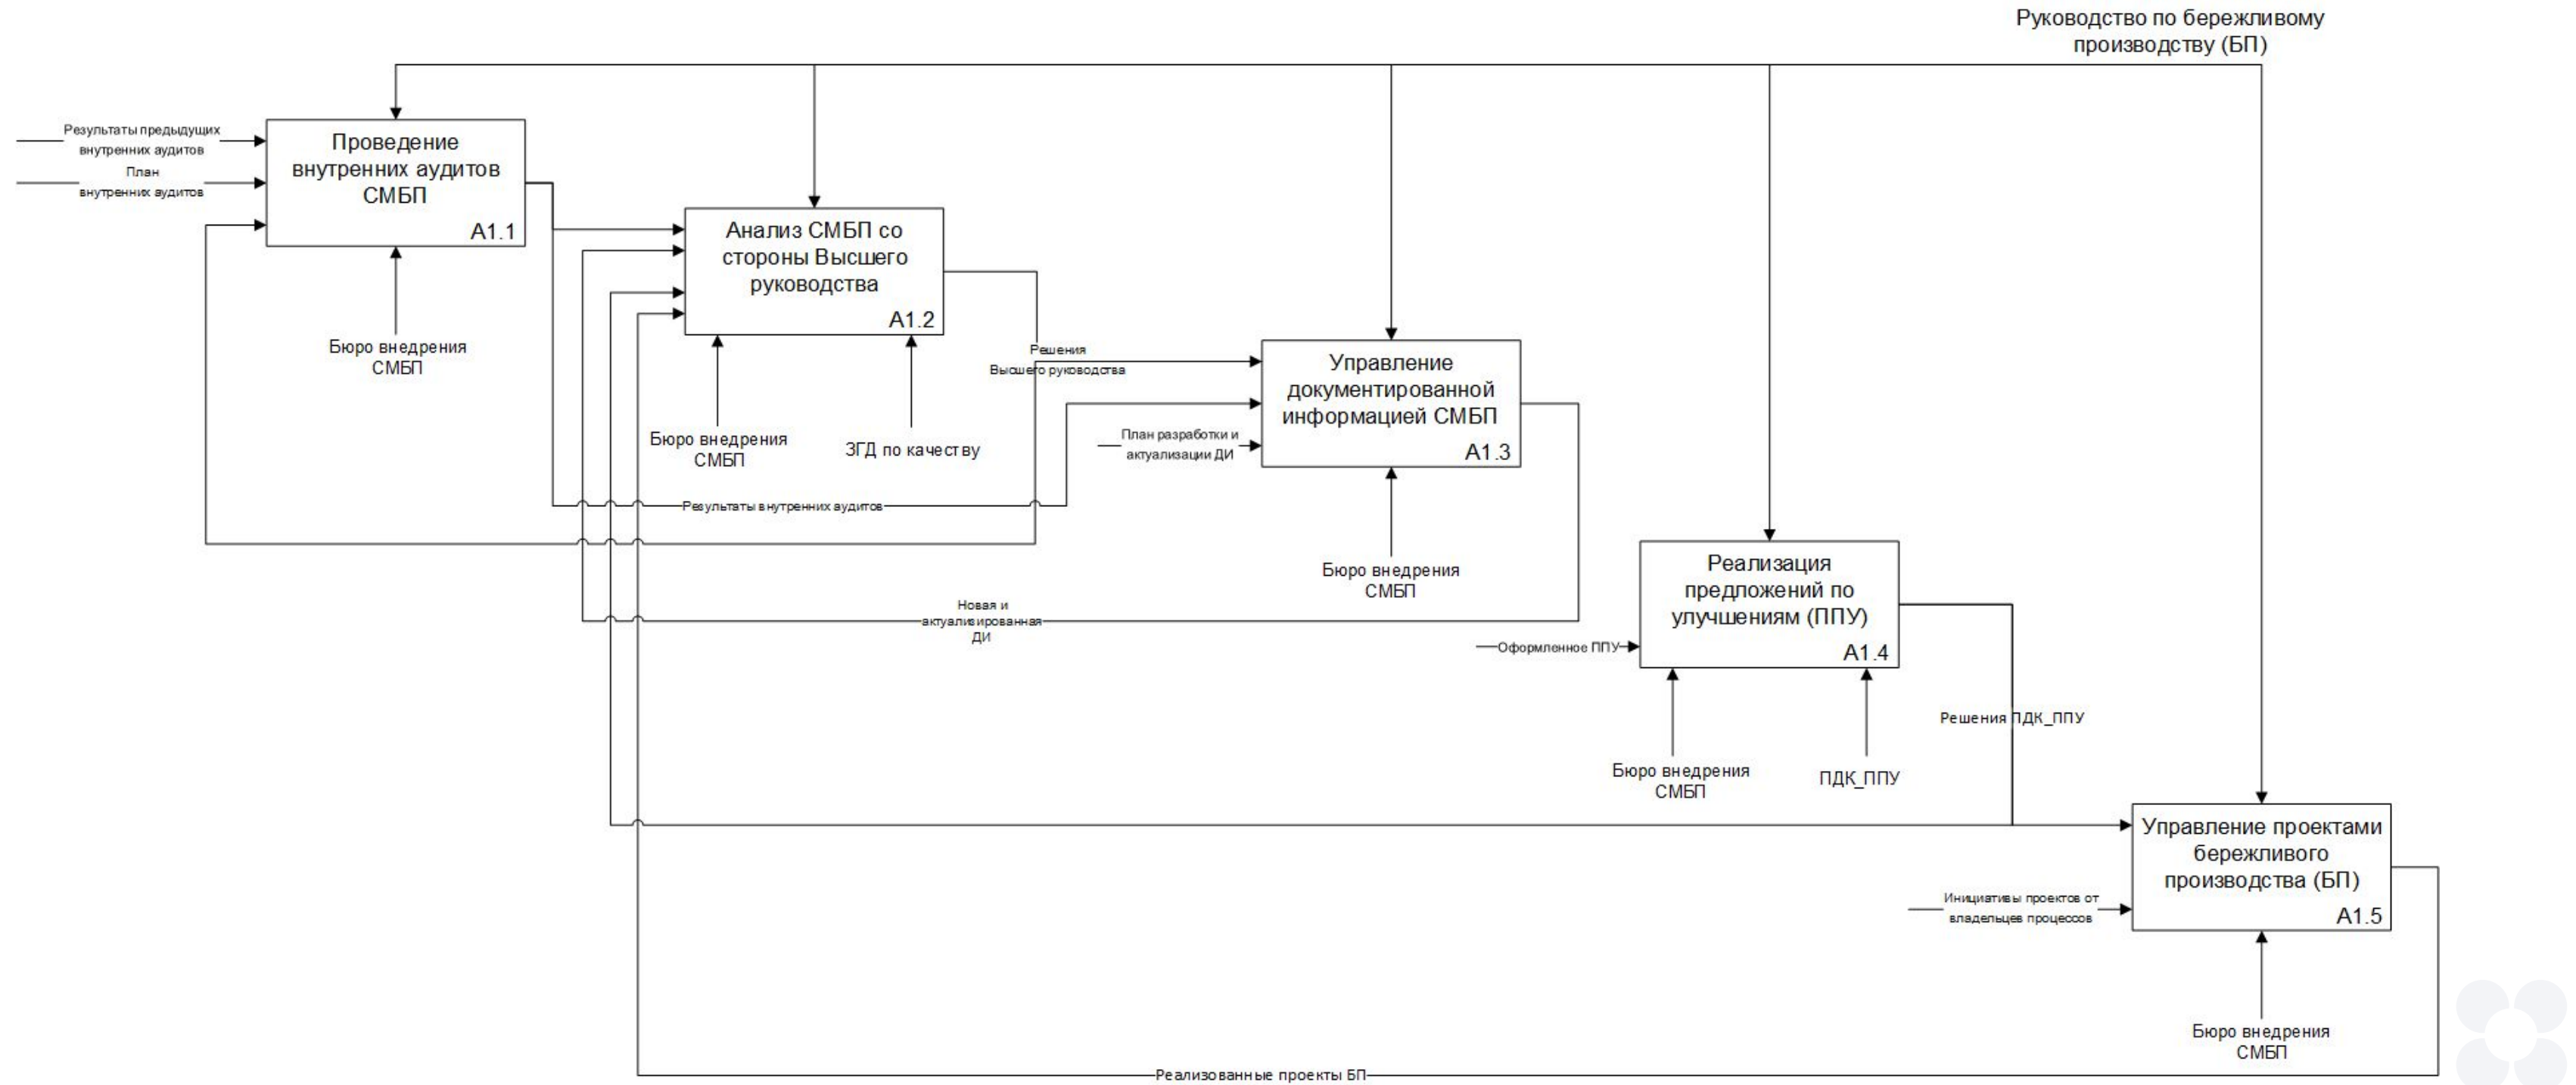 Руководство по бережливому
производству (БП)
Результаты предыдущих
внутренних аудитов
План
внутренних аудитов
Проведение
внутренних аудитов
СМБП
А1.1
Бюро внедрения
СМБП
Анализ СМБП со
стороны Высшего
руководства
А1.2
Бюро внедрения
СМБП
ЗГД по качеству
Решения
Высшего руководства
План разработки и
актуализации ДИ
Управление
документированной
информацией СМБП
А1.3
Бюро внедрения
СМБП
Результаты внутренних аудитов
Новая и
актуализированная
ДИ
Оформленное ППУ
Реализация
предложений по
улучшениям (ППУ)
А1.4
Бюро внедрения
СМБП
ПДК_ППУ
Решения ПДК_ППУ
Инициативы проектов от
владельцев процессов
Управление проектами
бережливого
производства (БП)
А1.5
Бюро внедрения
СМБП
Реализованные проекты БП